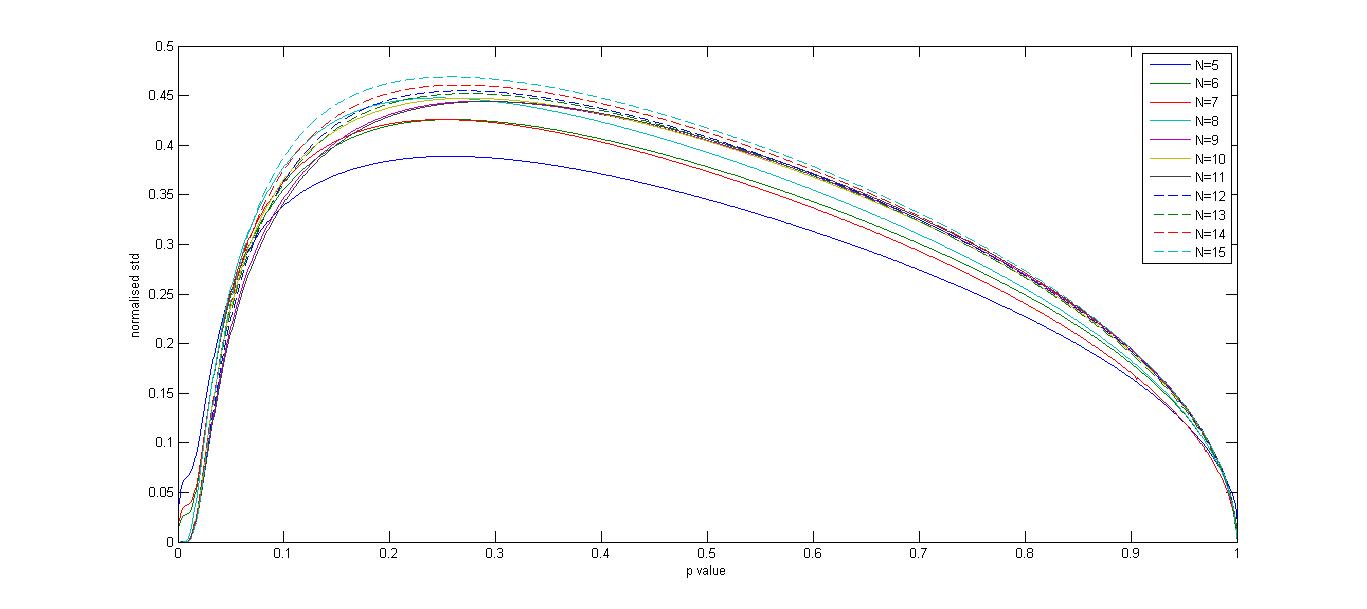 0.5
0.45
0.4
0.35
0.3
0.25
0.2
0.15
0.1
0.05
0
normalised std
0 0.1 0.2 0.3 0.4 0.5 0.6 0.7 0.8 0.9 1
p value
N=5
N=6
N=7
N=8
N=9
N=10
N=11
N=12
N=13
N=14
N=15